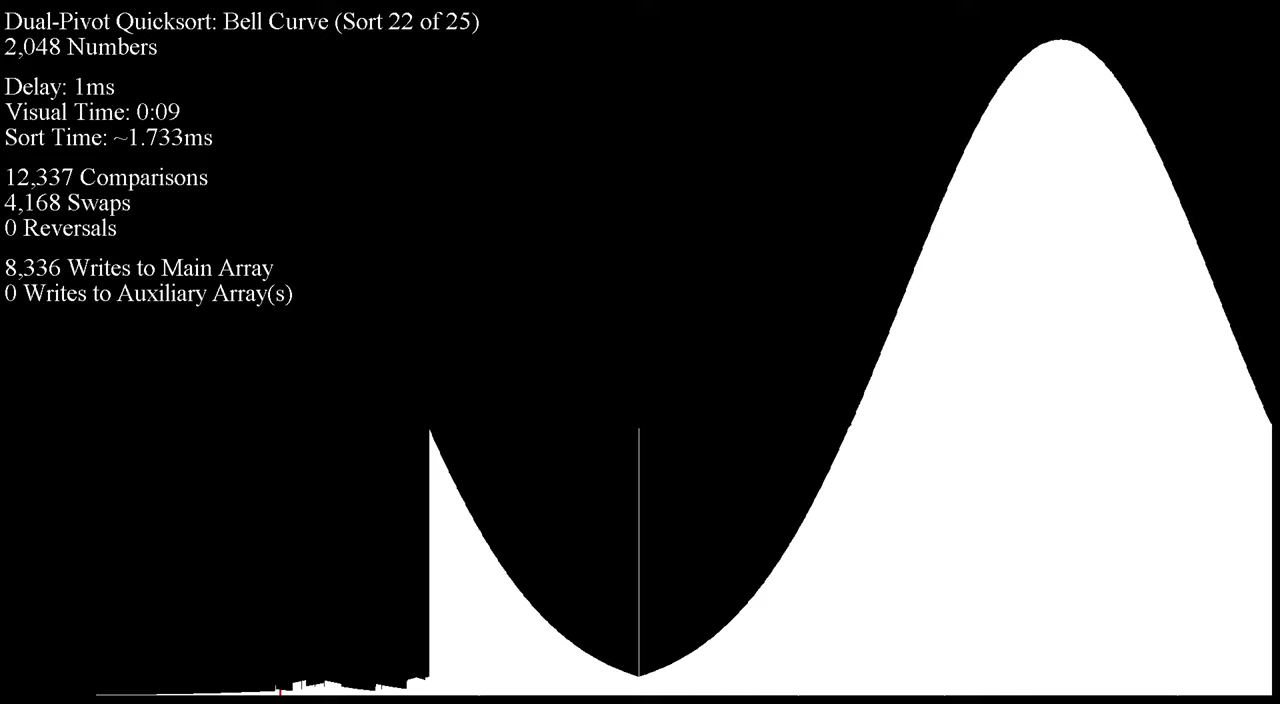 Dual-Pivot Quicksort: Bell Curve (Sort 22 of 25)
2,048 Numbers
Delay: 1ms
Visual Time: 0:09
Sort Time: ~1.733ms
12,337 Comparisons
4,168 Swaps
0 Reversals
8,336 Writes to Main Array
0 Writes to Auxiliary Array(s)